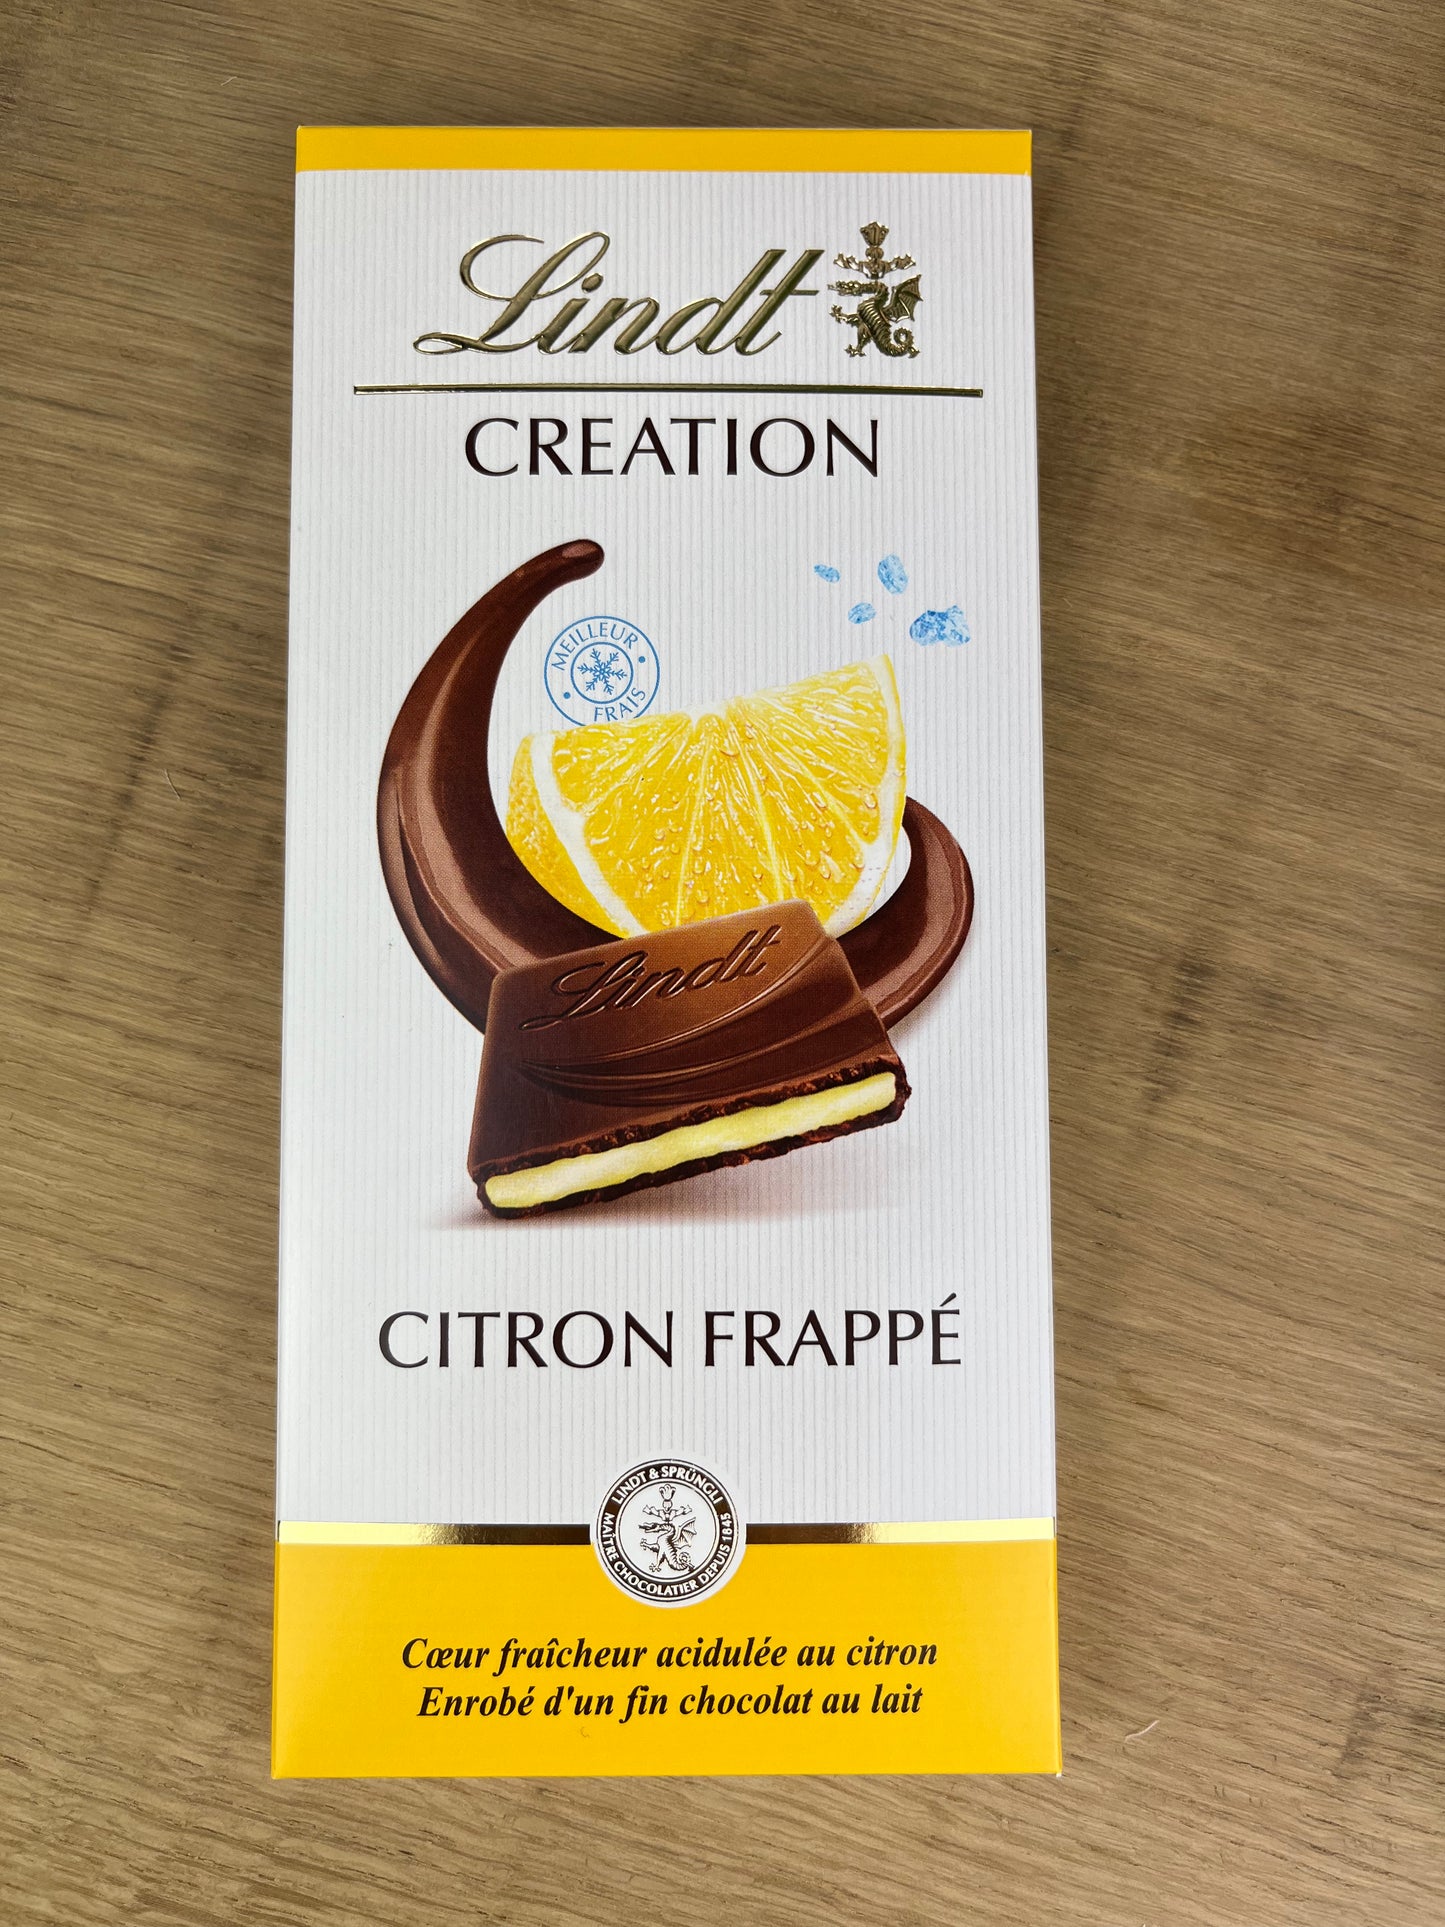 Lindt
CREATION
MEILLEUR
FRAIS
Lindt
CITRON FRAPPÉ
LINDT & SPRÜNGLI
MAÎTRE CHOCOLATIER DEPUIS 1845
Cœur fraîcheur acidulée au citron
Enrobé d'un fin chocolat au lait